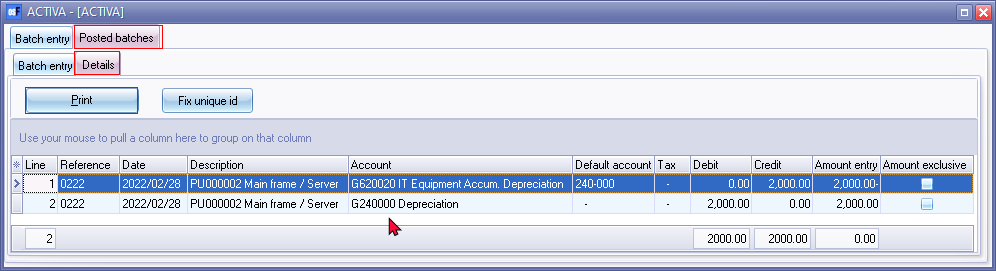 ACTIVA - [ACTIVA]
Batch entry Posted batches
Batch entry Details
Print Fix unique id
Use your mouse to pull a column here to group on that column
Line Reference Date Description Account Default account Tax Debit Credit Amount entry Amount exclusive
1 0222 2022/02/28 PU000002 Main frame / Server G620020 IT Equipment Accum. Depreciation 240-000 - 0.00 2,000.00 2,000.00-
2 0222 2022/02/28 PU000002 Main frame / Server G240000 Depreciation - - 2,000.00 0.00 2,000.00
2 2000.00 2000.00 0.00